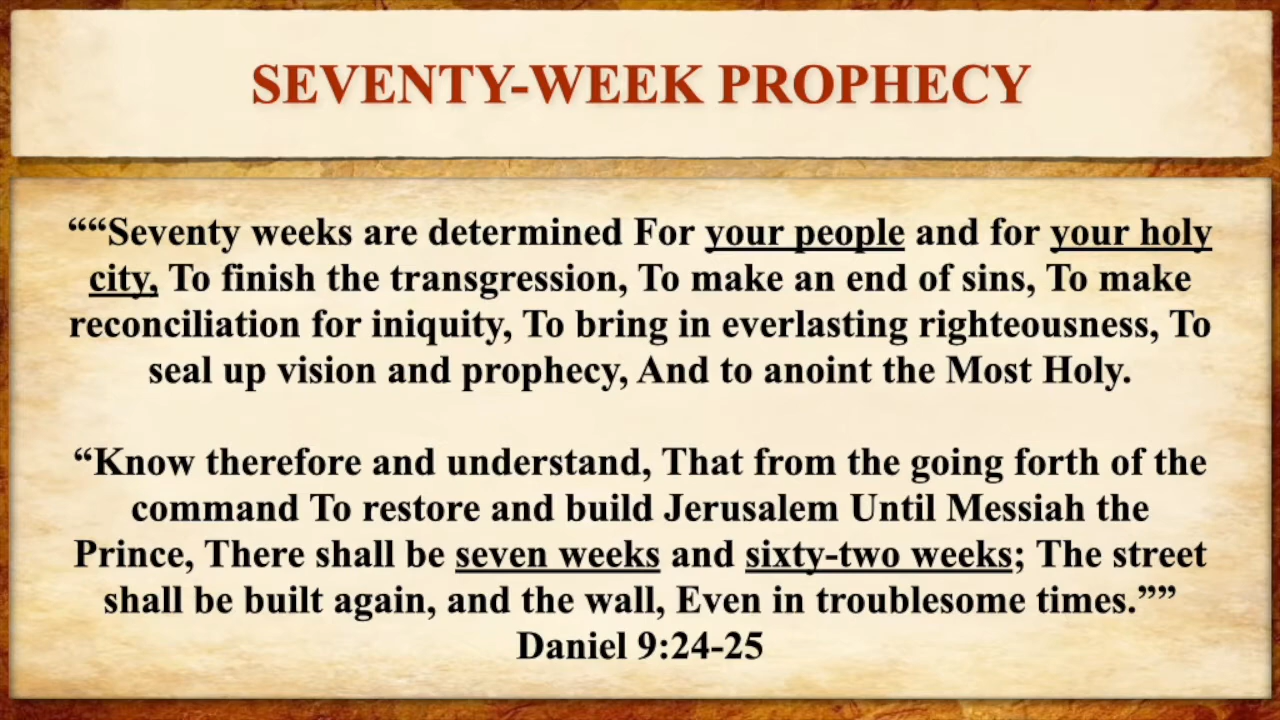 SEVENTY-WEEK PROPHECY
““Seventy weeks are determined For your people and for your holy
city, To finish the transgression, To make an end of sins, To make
reconciliation for iniquity, To bring in everlasting righteousness, To
seal up vision and prophecy, And to anoint the Most Holy.
“Know therefore and understand, That from the going forth of the
command To restore and build Jerusalem Until Messiah the
Prince, There shall be seven weeks and sixty-two weeks; The street
shall be built again, and the wall, Even in troublesome times.””
Daniel 9:24-25